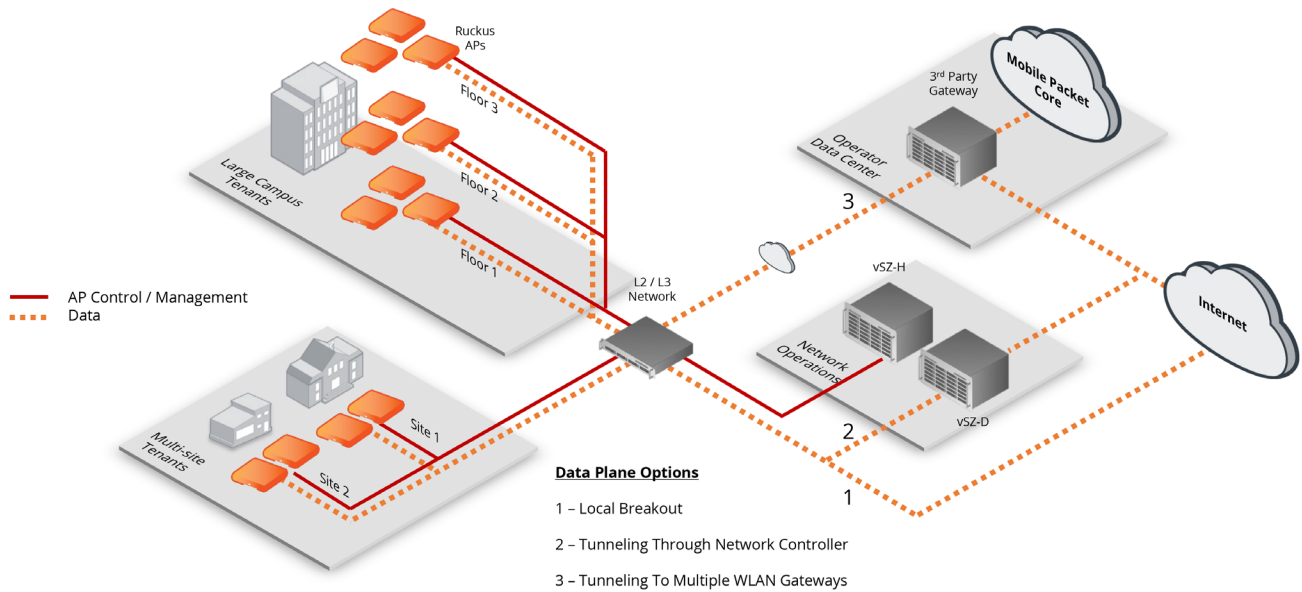 Ruckus
APs
Floor 3
Floor 2
Floor 1
Large Campus
Tenants
L2 / L3
Network
AP Control / Management
Data
Site 1
Site 2
Multi-site
Tenants
3rd Party
Gateway
Mobile Packet
Core
Operator
Data Center
3
vSZ-H
Network
Operations
vSZ-D
Internet
2
1
Data Plane Options
1 – Local Breakout
2 – Tunneling Through Network Controller
3 – Tunneling To Multiple WLAN Gateways